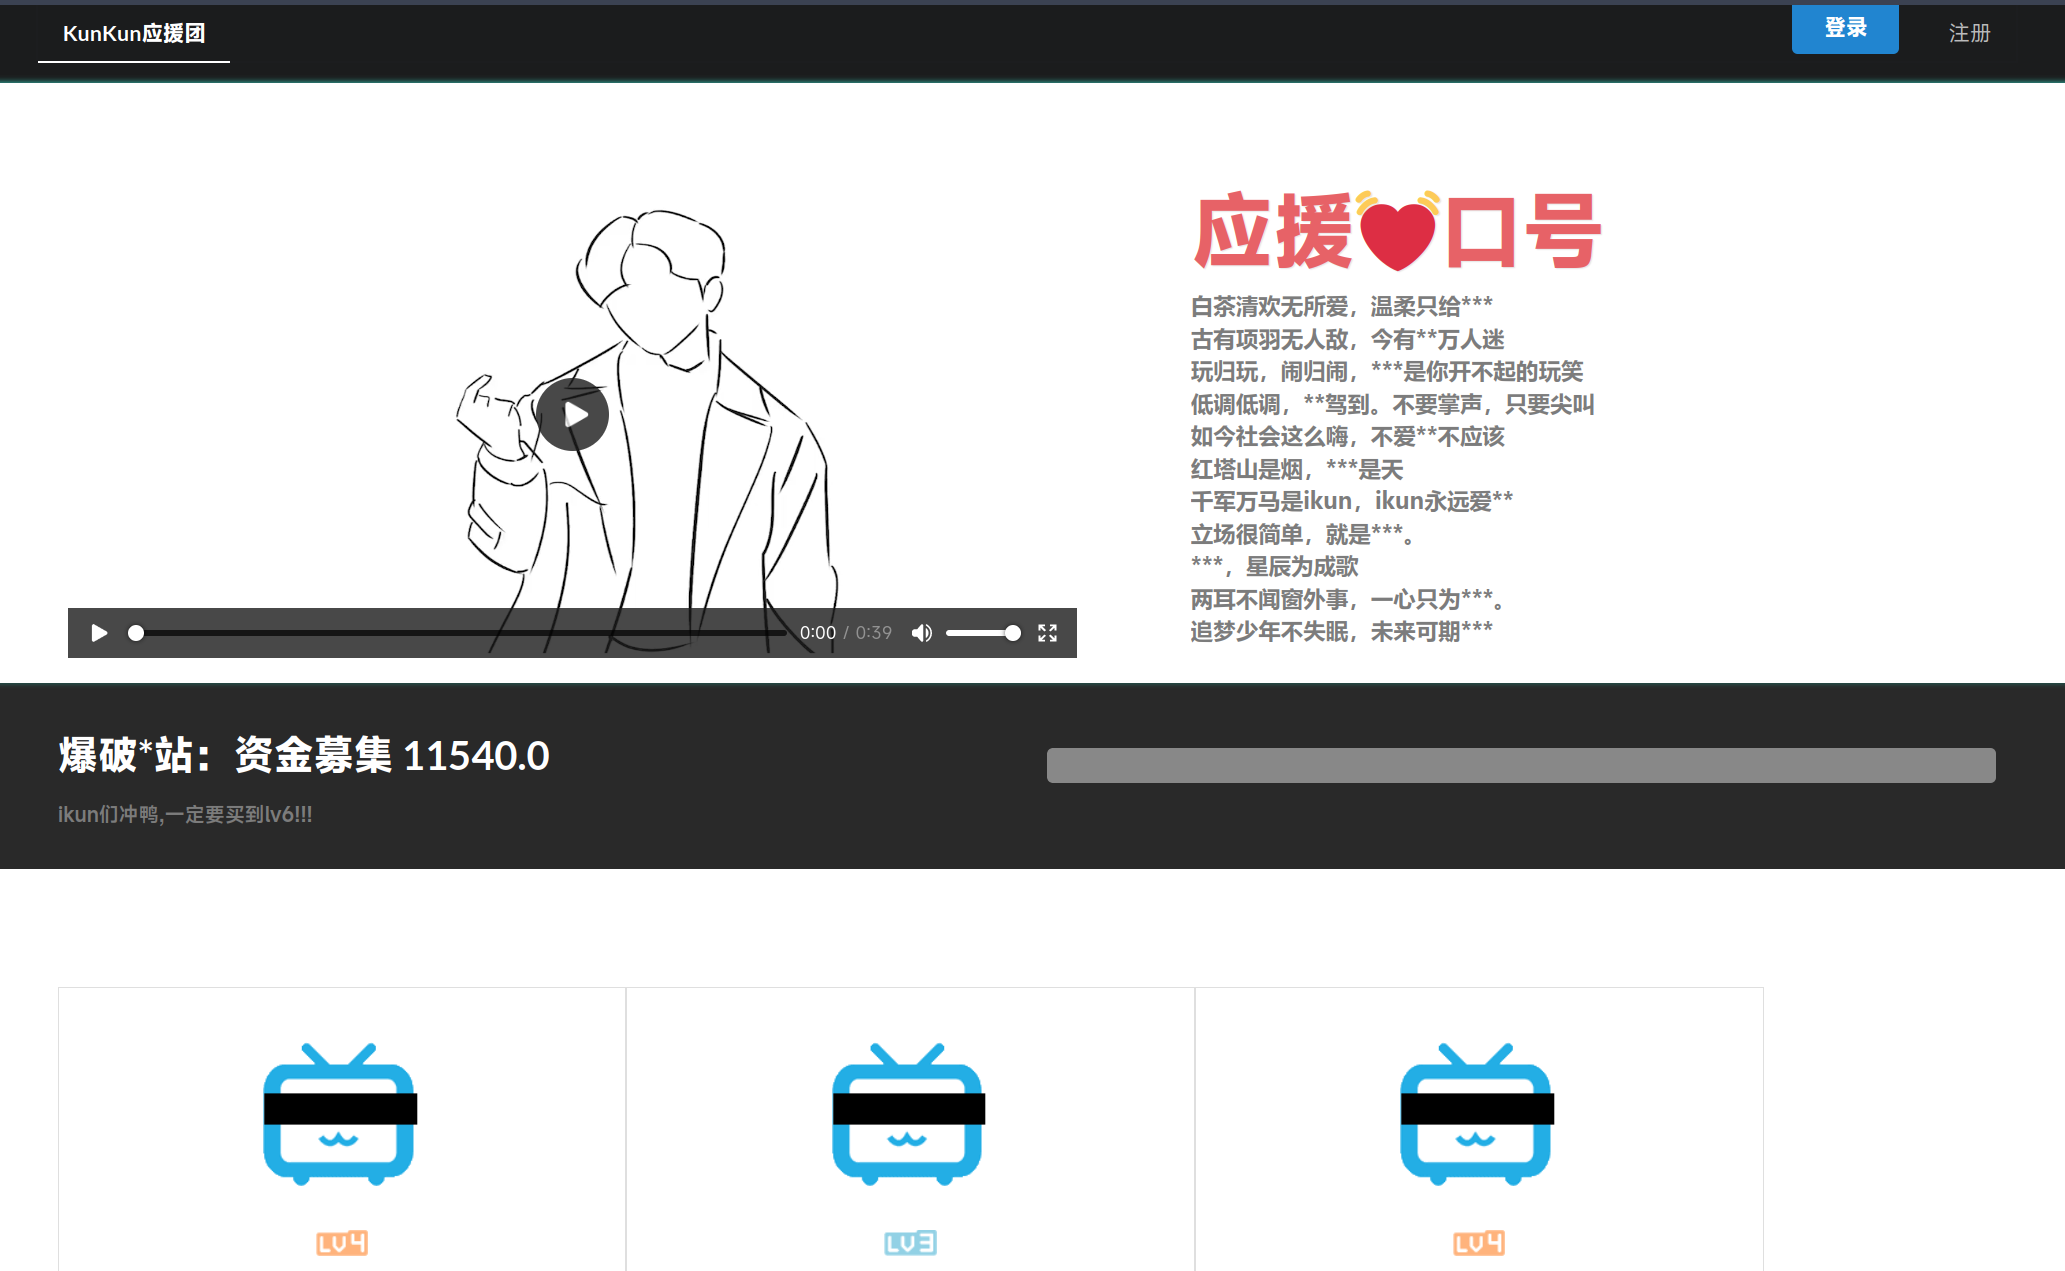 KunKun应援团
登录
注册
应援💓口号
白茶清欢无所爱，温柔只给***
古有项羽无人敌，今有**万人迷
玩归玩，闹归闹，***是你开不起的玩笑
低调低调，**驾到。不要掌声，只要尖叫
如今社会这么嗨，不爱**不应该
红塔山是烟，***是天
千军万马是ikun，ikun永远爱**
立场很简单，就是***。
***，星辰为成歌
两耳不闻窗外事，一心只为***。
追梦少年不失眠，未来可期***
0:00 / 0:39
爆破*站：资金募集 11540.0
ikun们冲鸭,一定要买到lv6!!!
LV4
LV3
LV4